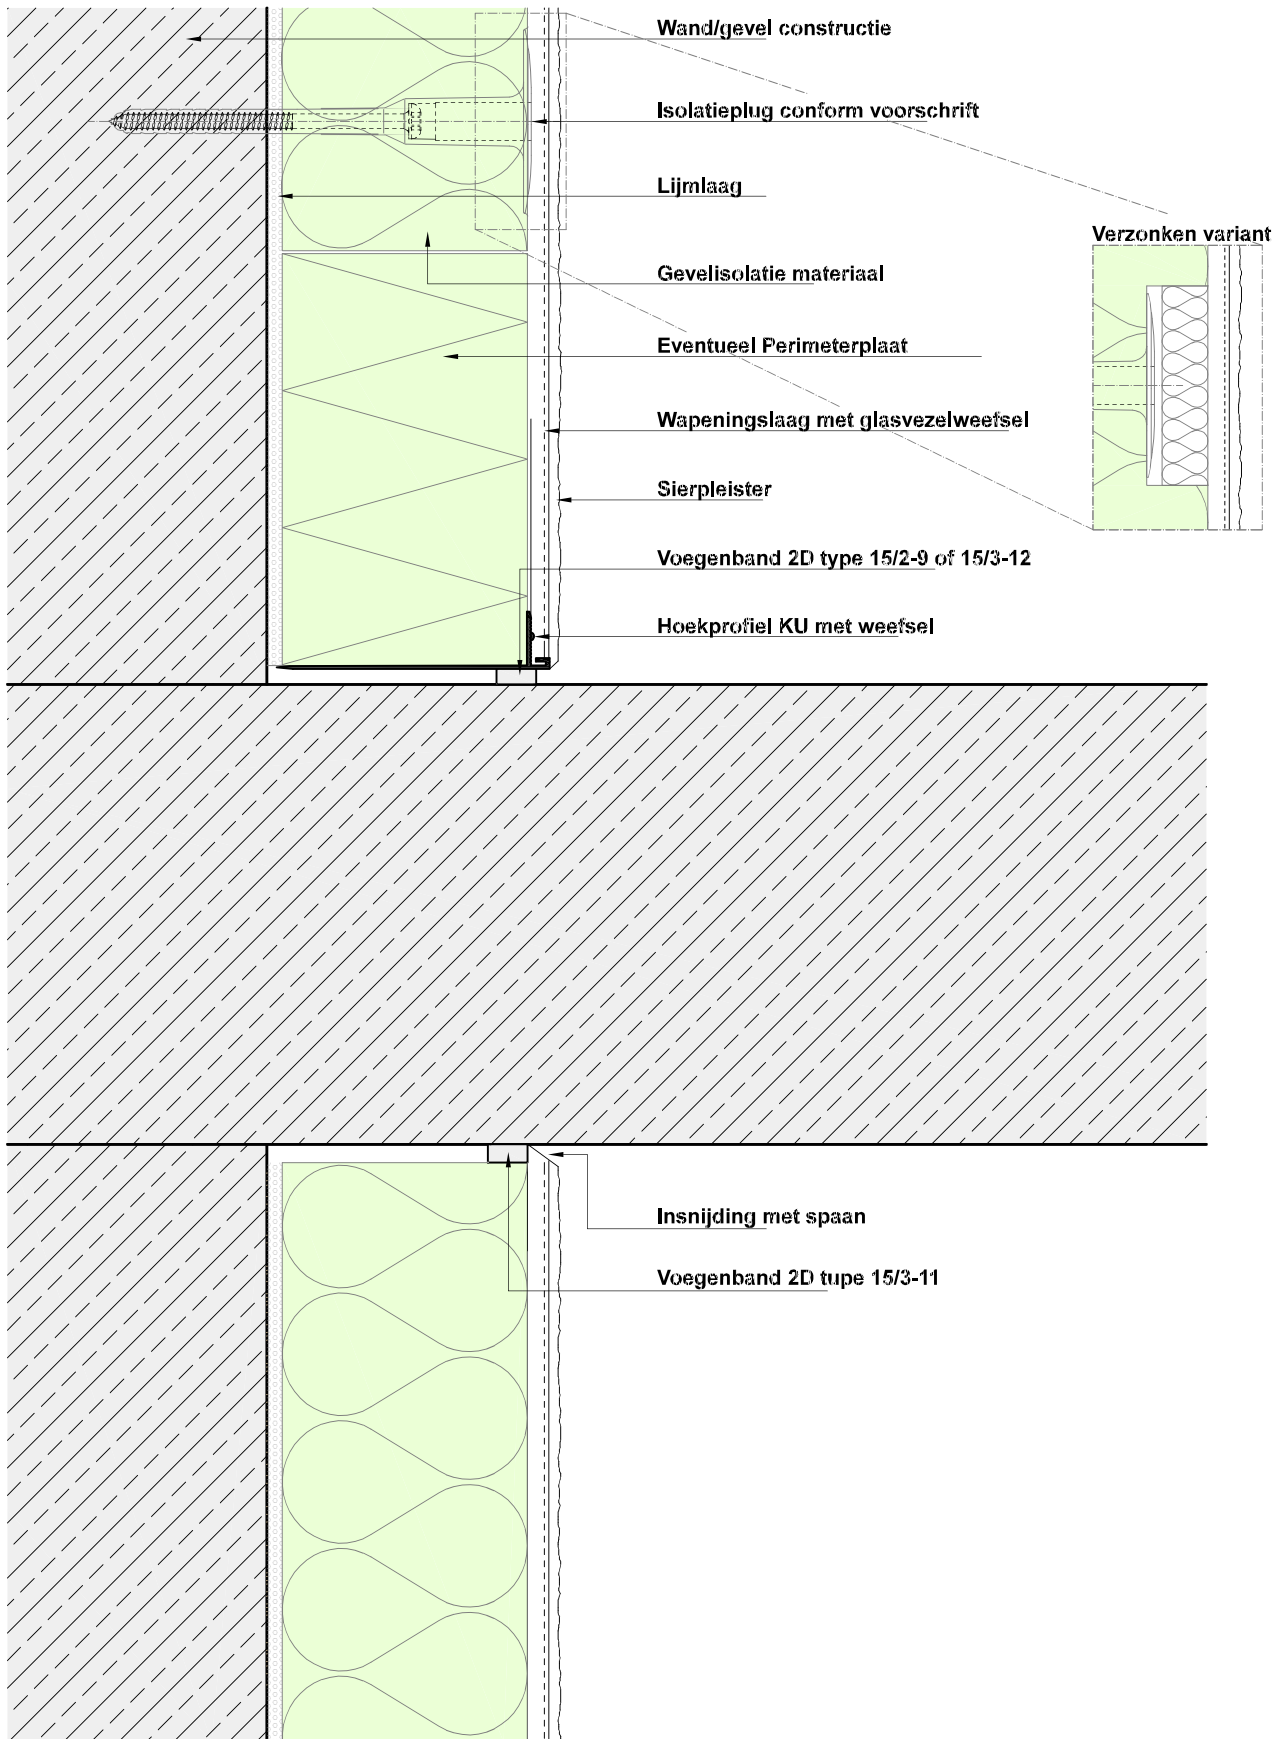 Wand/gevel constructie
Isolatieplug conform voorschrift
Lijmlaag
Verzonken variant
Gevelisolatie materiaal
Eventueel Perimeterplaat
Wapeningslaag met glasvezelweefsel
Sierpleister
Voegenband 2D type 15/2-9 of 15/3-12
Hoekprofiel KU met weefsel
Insnijding met spaan
Voegenband 2D tupe 15/3-11